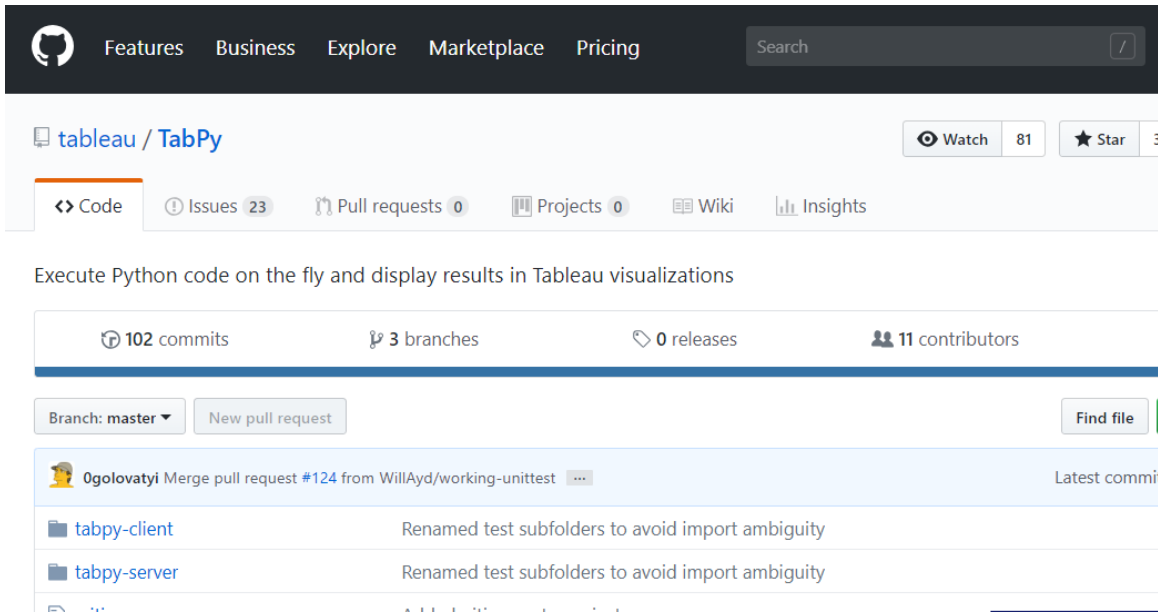 Features Business Explore Marketplace Pricing Search /
tableau / TabPy Watch 81 Star
Code Issues 23 Pull requests 0 Projects 0 Wiki Insights
Execute Python code on the fly and display results in Tableau visualizations
102 commits 3 branches 0 releases 11 contributors
Branch: master New pull request Find file
0golovatyi Merge pull request #124 from WillAyd/working-unittest ... Latest commi
tabpy-client Renamed test subfolders to avoid import ambiguity
tabpy-server Renamed test subfolders to avoid import ambiguity